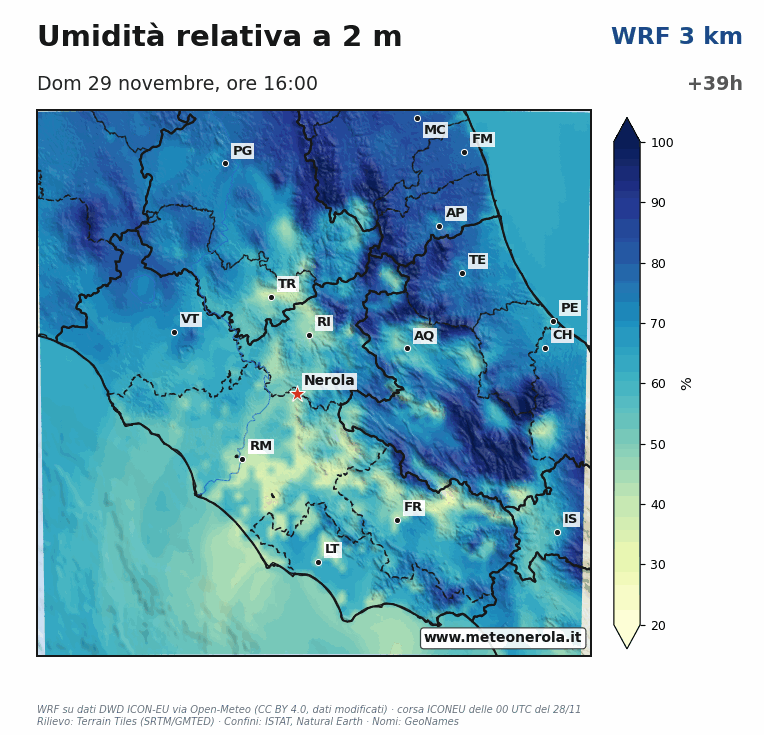 Umidità relativa a 2 m
WRF 3 km
Dom 29 novembre, ore 16:00
+39h
MC
FM
PG
AP
TE
TR
PE
VT
RI
AQ
CH
Nerola
RM
FR
IS
LT
www.meteonerola.it
100
90
80
70
60
50
40
30
20
%
WRF su dati DWD ICON-EU via Open-Meteo (CC BY 4.0, dati modificati) · corsa ICONEU delle 00 UTC del 28/11
Rilievo: Terrain Tiles (SRTM/GMTED) · Confini: ISTAT, Natural Earth · Nomi: GeoNames